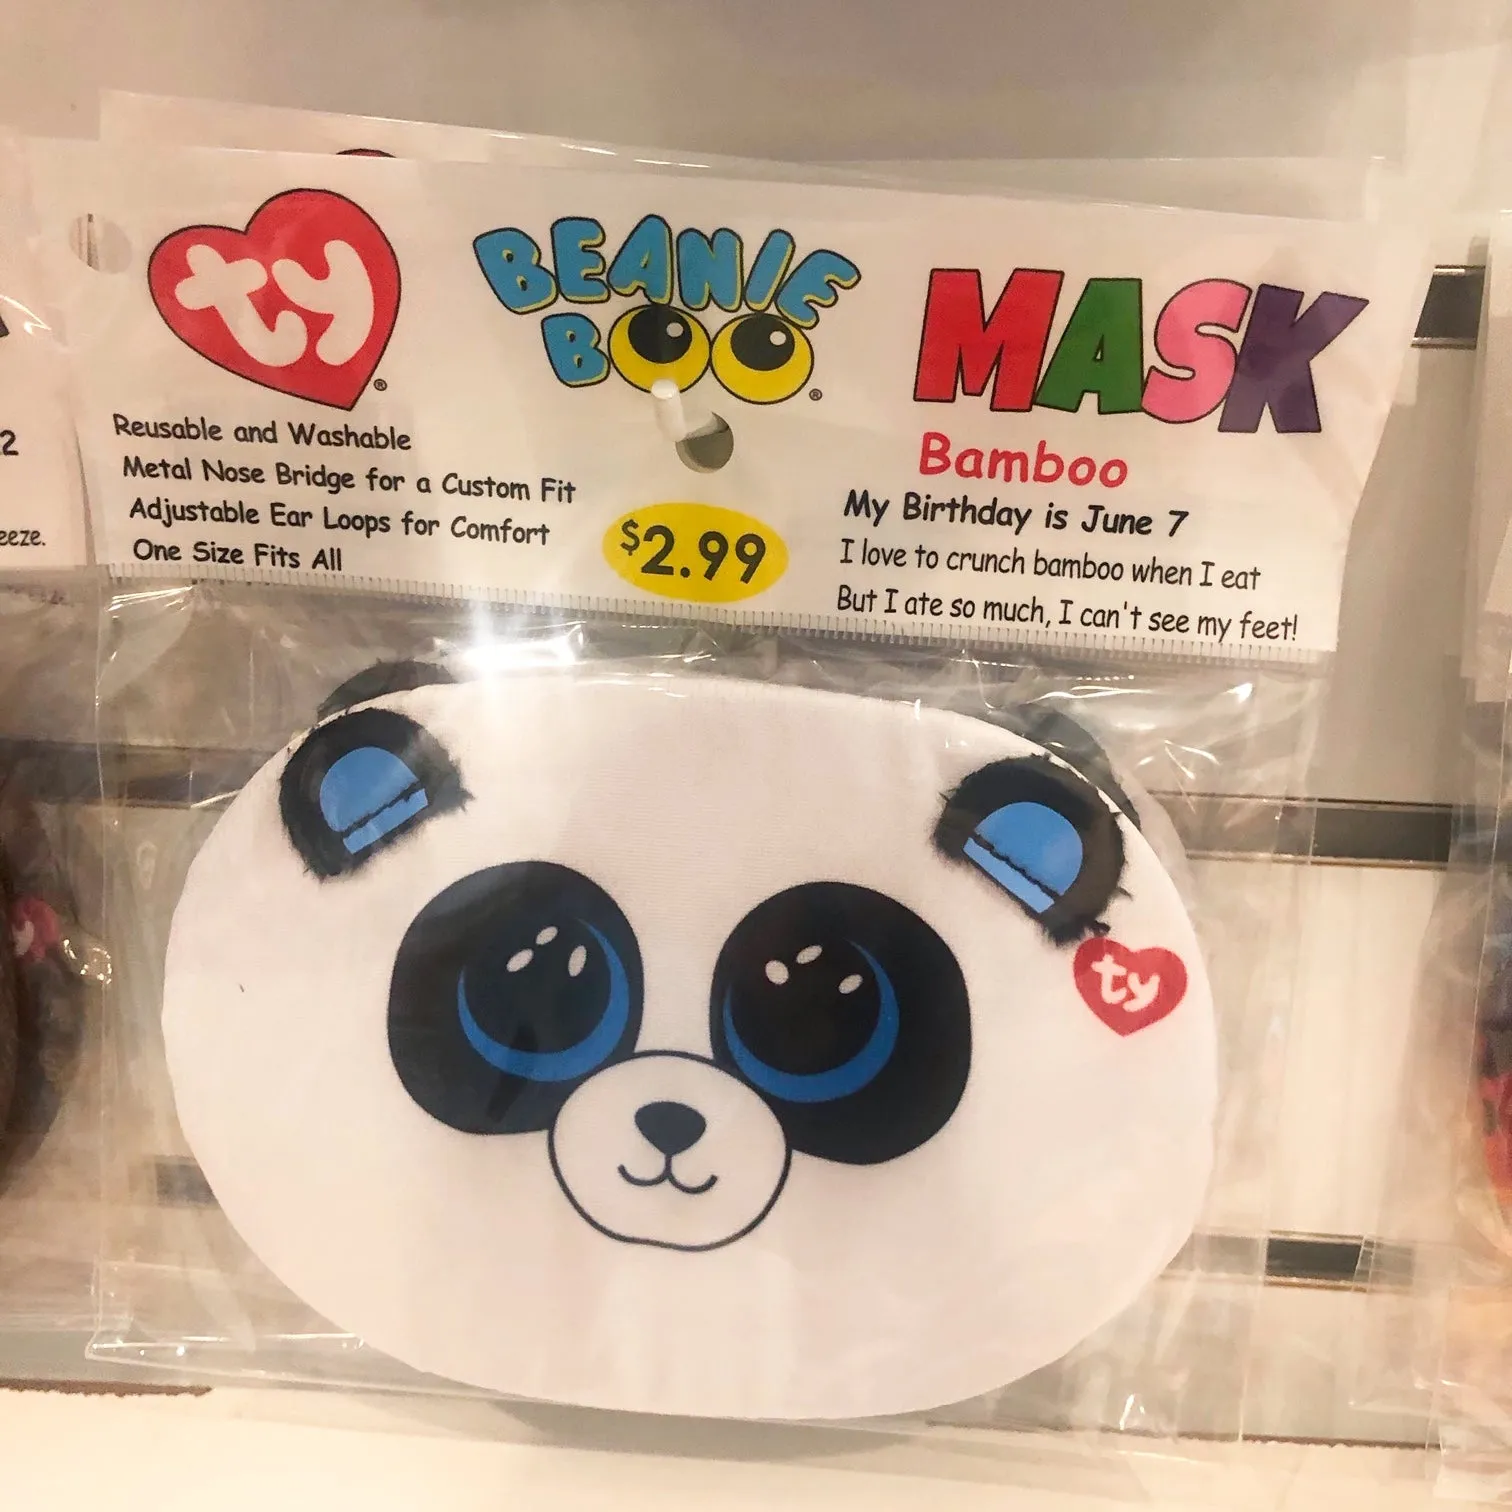 ty
BEANIE
BOO
MASK
Reusable and Washable
Metal Nose Bridge for a Custom Fit
Adjustable Ear Loops for Comfort
One Size Fits All
$2.99
Bamboo
My Birthday is June 7
I love to crunch bamboo when I eat
But I ate so much, I can't see my feet!
2
eeze.
ty